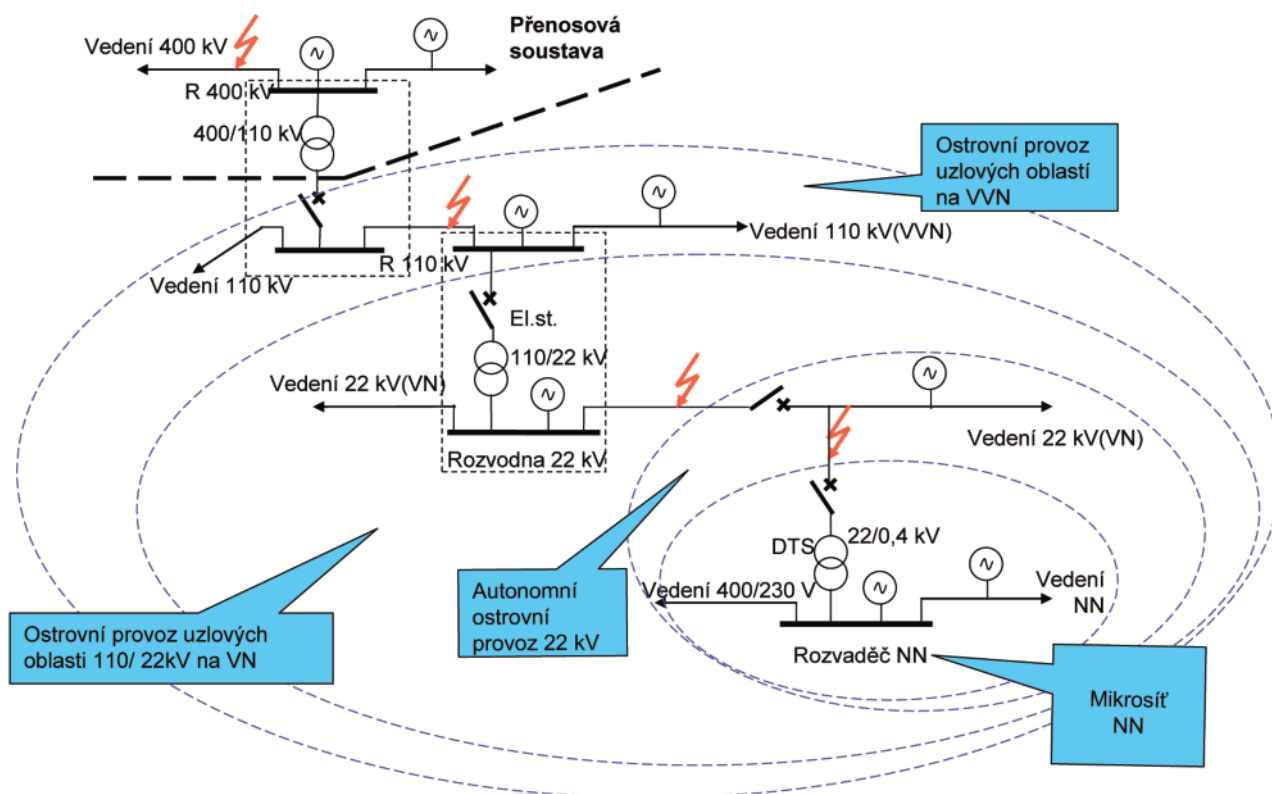 Přenosová
soustava
Vedení 400 kV
R 400 kV
400/110 kV
Ostrovní provoz
uzlových oblastí
na VVN
Vedení 110 kV(VVN)
R 110 kV
Vedení 110 kV
El.st.
110/22 kV
Vedení 22 kV(VN)
Vedení 22 kV(VN)
Rozvodna 22 kV
22/0,4 kV
DTS
Vedení 400/230 V
Vedení
NN
Autonomní
ostrovní
provoz 22 kV
Ostrovní provoz uzlových
oblasti 110/ 22kV na VN
Rozvaděč NN
Mikrosíť
NN